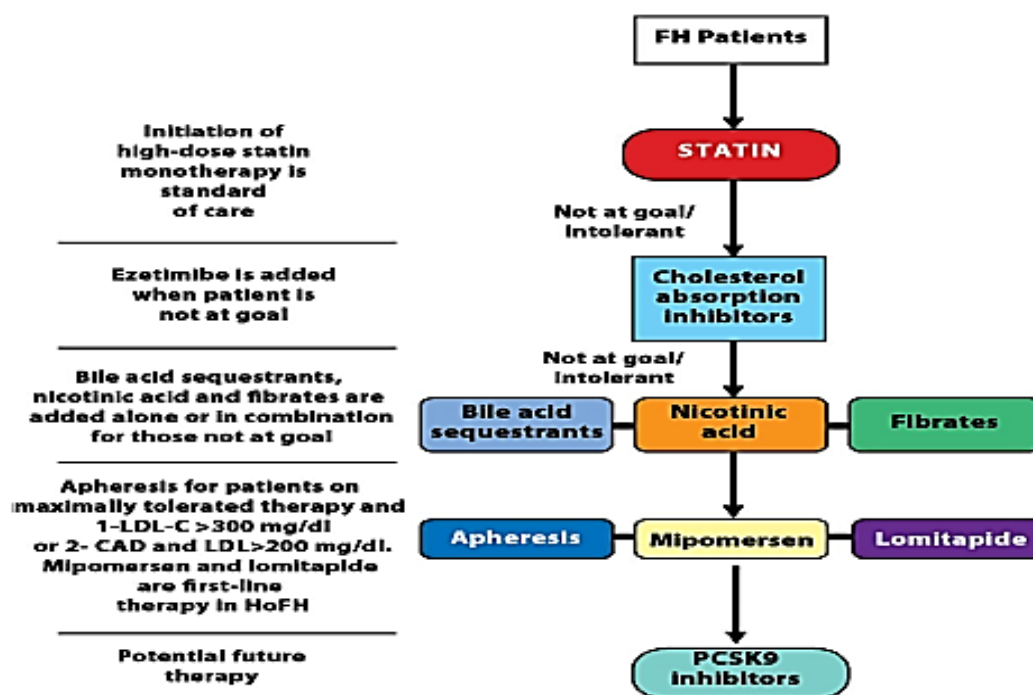 FH Patients
Initiation of
high-dose statin
monotherapy is
standard
of care
STATIN
Not at goal/
Intolerant
Ezetimibe is added
when patient is
not at goal
Cholesterol
absorption
inhibitors
Not at goal/
Intolerant
Bile acid sequestrants,
nicotinic acid and fibrates are
added alone or in combination
for those not at goal
Bile acid
sequestrants
Nicotinic
acid
Fibrates
Apheresis for patients on
maximally tolerated therapy and
1-LDL-C >300 mg/dl
or 2- CAD and LDL>200 mg/dl.
Mipomersen and lomitapide
are first-line
therapy in HoFH
Apheresis
Mipomersen
Lomitapide
Potential future
therapy
PCSK9
inhibitors